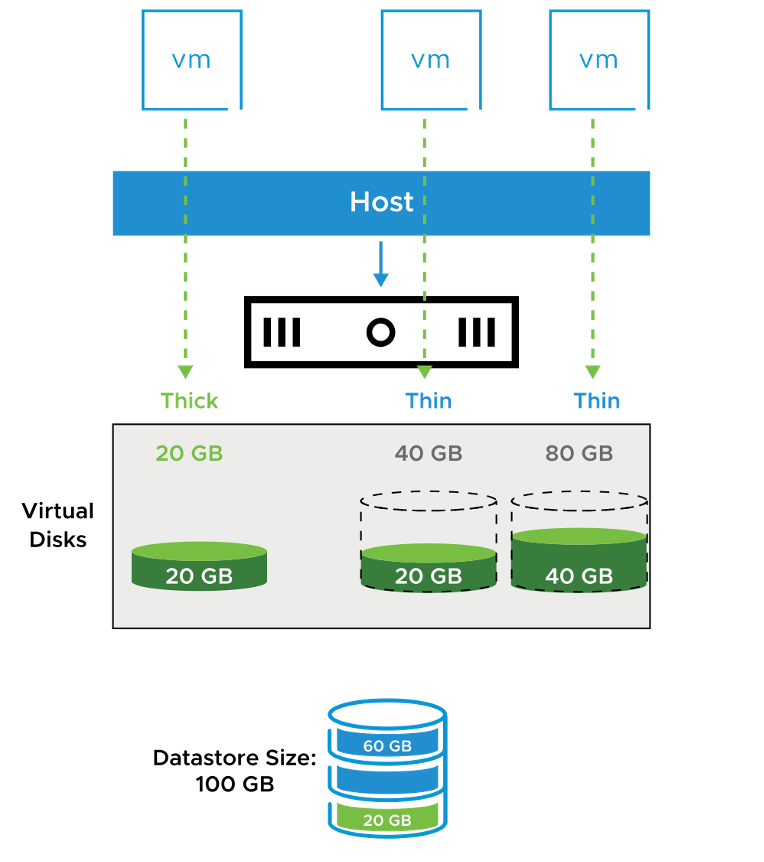 vm
vm
vm
Host
Thick
Thin
Thin
20 GB
40 GB
80 GB
Virtual
Disks
20 GB
20 GB
40 GB
Datastore Size:
100 GB
60 GB
20 GB